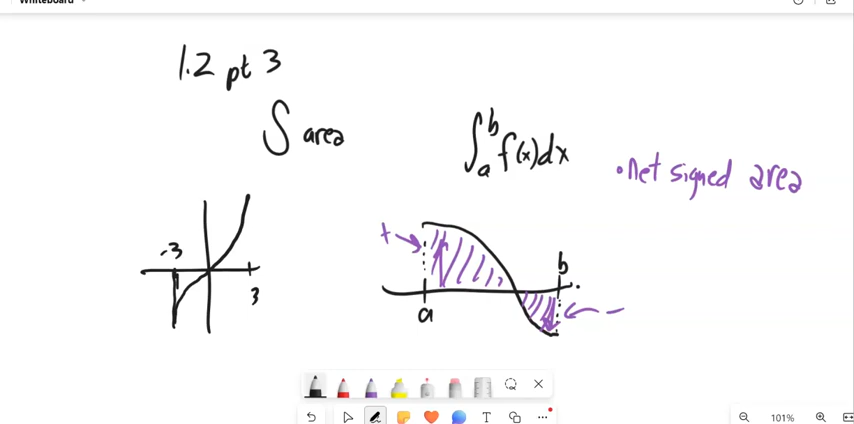 Whiteboard
1.2 pt 3
∫ area
∫ₐᵇ f(x)dx
• net signed area
+
-3
3
a
b
-
101%